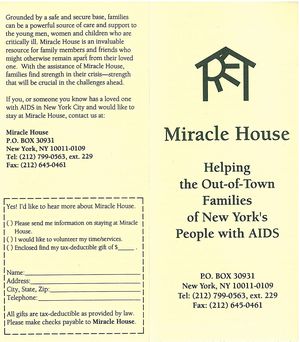 Grounded by a safe and secure base, families
can be a powerful source of care and support to
the young men, women and children who are
critically ill. Miracle House is an invaluable
resource for family members and friends who
might otherwise remain apart from their loved
one. With the assistance of Miracle House,
families find strength in their crisis—strength
that will be crucial in the challenges ahead.
If you, or someone you know has a loved one
with AIDS in New York City and would like to
stay at Miracle House, contact us at:
Miracle House
P.O. BOX 30931
New York, NY 10011-0109
Tel: (212) 799-0563, ext. 229
Fax: (212) 645-0461
Yes! I'd like to hear more about Miracle House.
( ) Please send me information on staying at Miracle
House.
( ) I would like to volunteer my time/services.
( ) Enclosed find my tax-deductible gift of $____.
Name:
Address:
City, State, Zip:
Telephone:
All gifts are tax-deductible as provided by law.
Please make checks payable to Miracle House.
Miracle House
Helping
the Out-of-Town
Families
of New York's
People with AIDS
P.O. BOX 30931
New York, NY 10011-0109
Tel: (212) 799-0563, ext. 229
Fax: (212) 645-0461